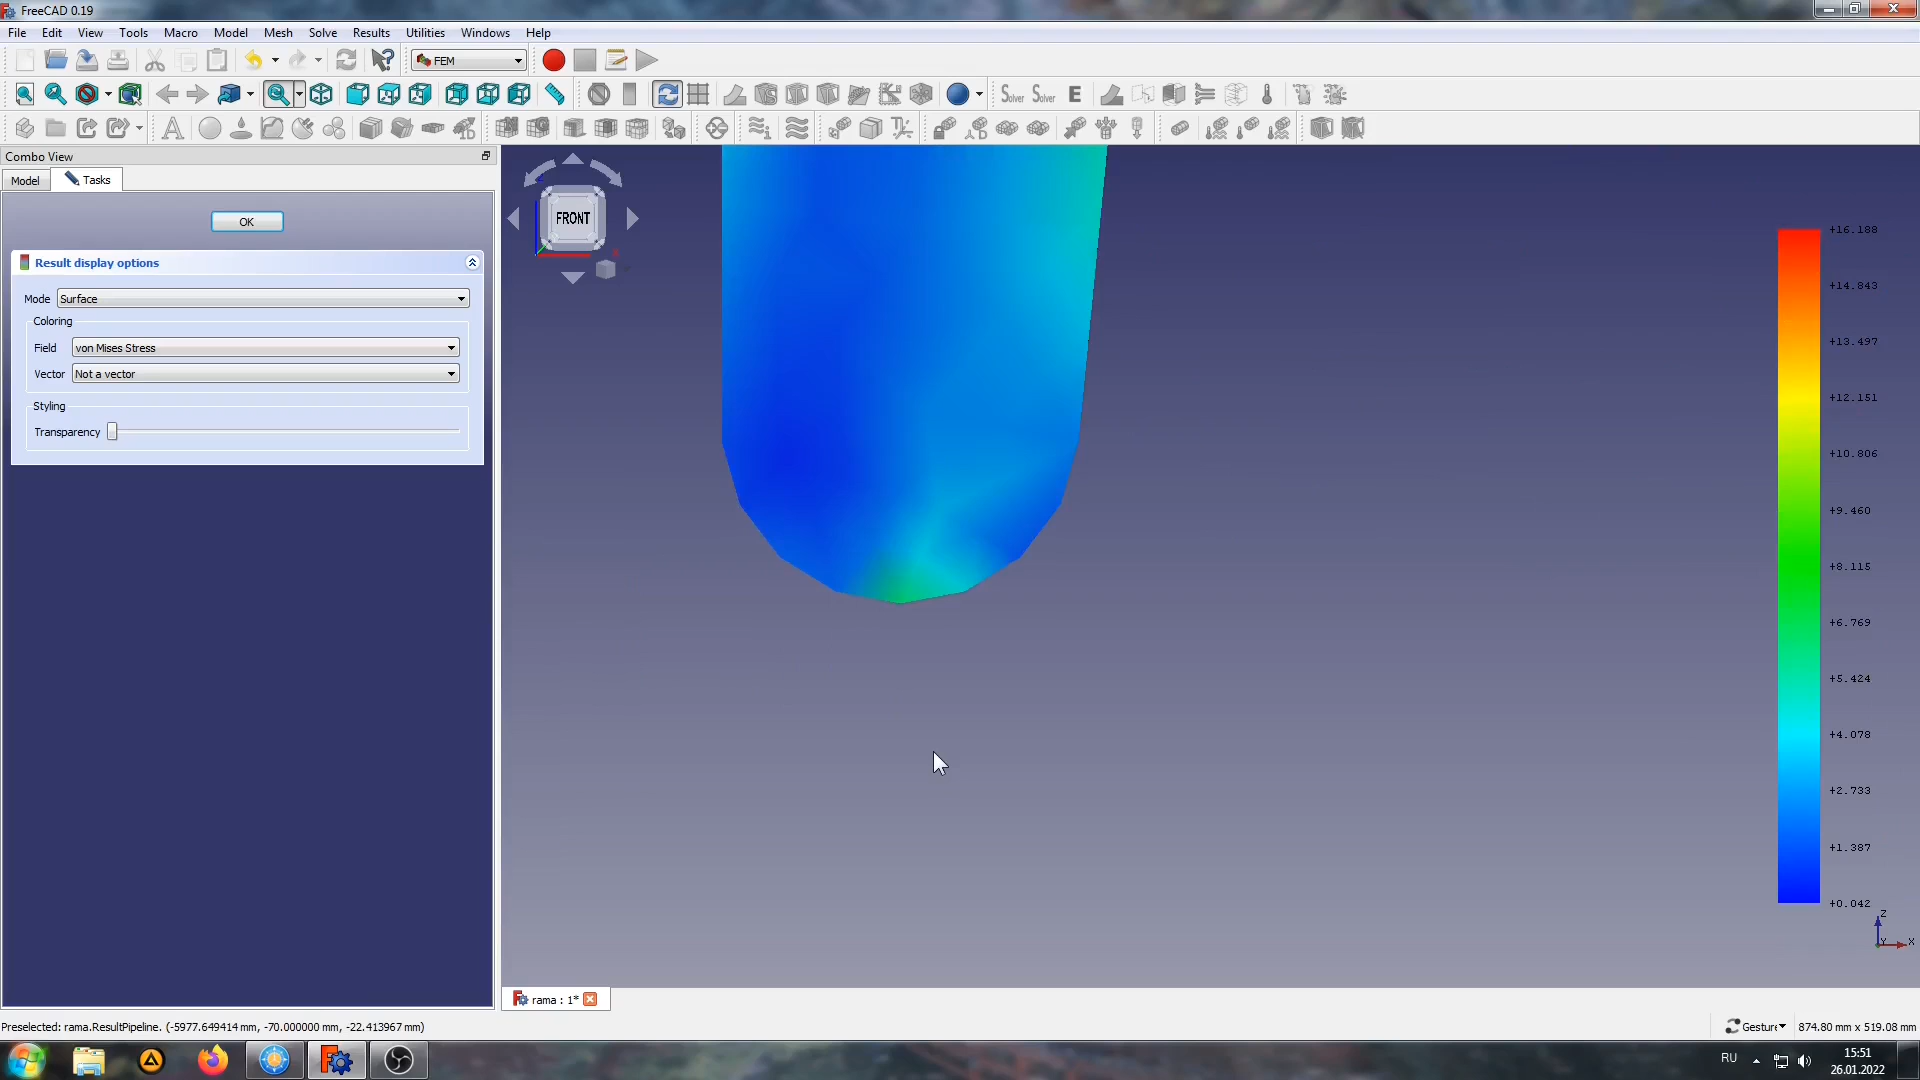 FreeCAD 0.19
File Edit View Tools Macro Model Mesh Solve Results Utilities Windows Help
FEM
Solver Solver E
A 1D
Combo View
Model Tasks
OK
Result display options
Mode Surface
Coloring
Field von Mises Stress
Vector Not a vector
Styling
Transparency
FRONT
+16.188
+14.843
+13.497
+12.151
+10.806
+9.460
+8.115
+6.769
+5.424
+4.078
+2.733
+1.387
+0.042
Z
Y X
rama : 1*
Preselected: rama.ResultPipeline. (-5977.649414 mm, -70.000000 mm, -22.413967 mm)
Gesture 874.80 mm x 519.08 mm
RU
15:51
26.01.2022